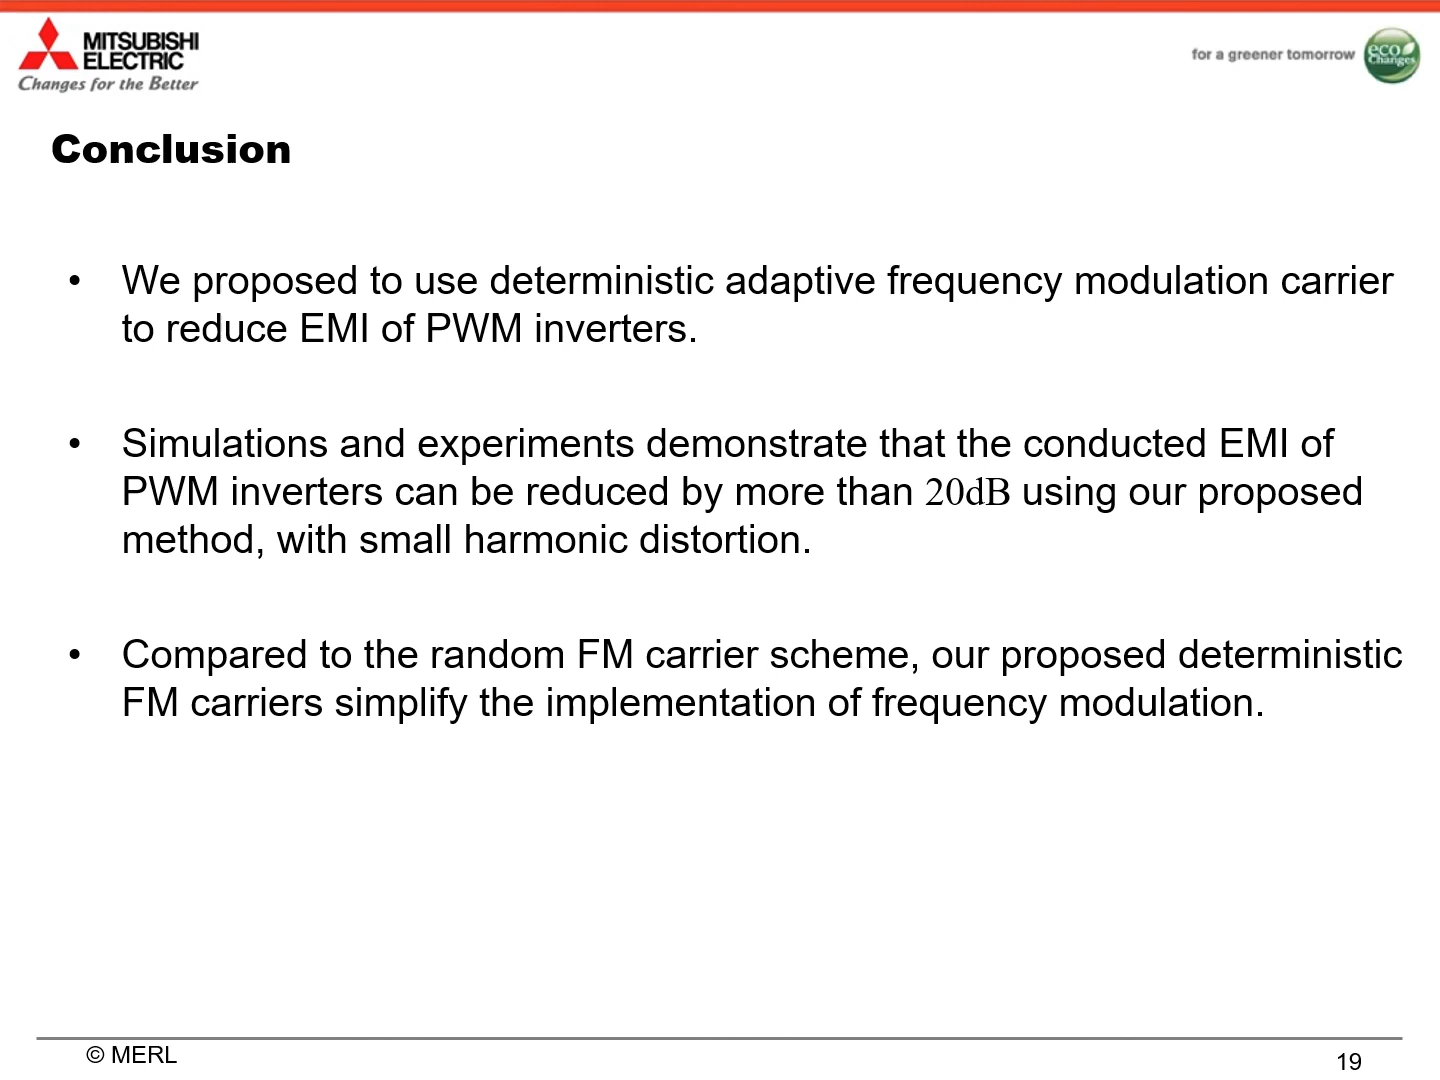 MITSUBISHI
ELECTRIC
Changes for the Better
for a greener tomorrow
eco
Changes
Conclusion
• We proposed to use deterministic adaptive frequency modulation carrier
to reduce EMI of PWM inverters.
• Simulations and experiments demonstrate that the conducted EMI of
PWM inverters can be reduced by more than 20dB using our proposed
method, with small harmonic distortion.
• Compared to the random FM carrier scheme, our proposed deterministic
FM carriers simplify the implementation of frequency modulation.
© MERL
19